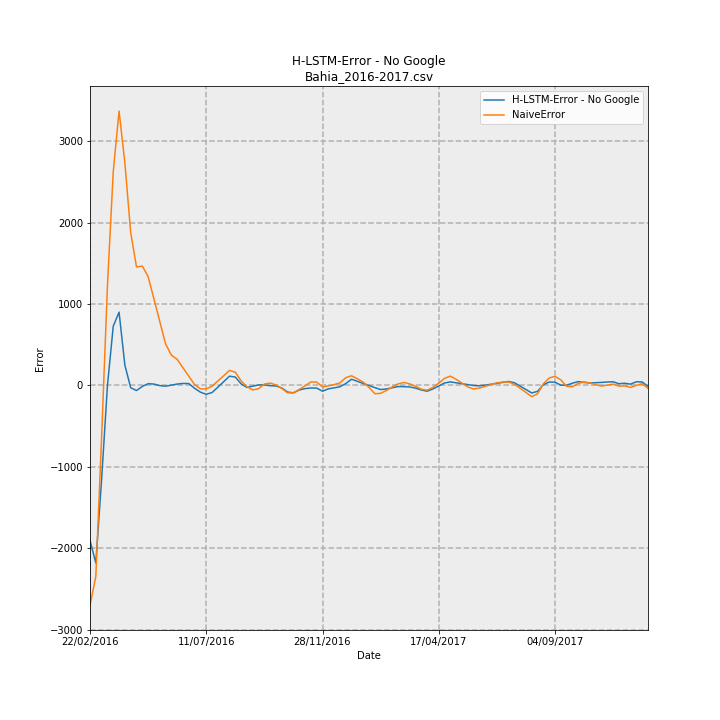 H-LSTM-Error - No Google
Bahia_2016-2017.csv
H-LSTM-Error - No Google
NaiveError
Error
3000
2000
1000
0
−1000
−2000
−3000
22/02/2016 11/07/2016 28/11/2016 17/04/2017 04/09/2017
Date